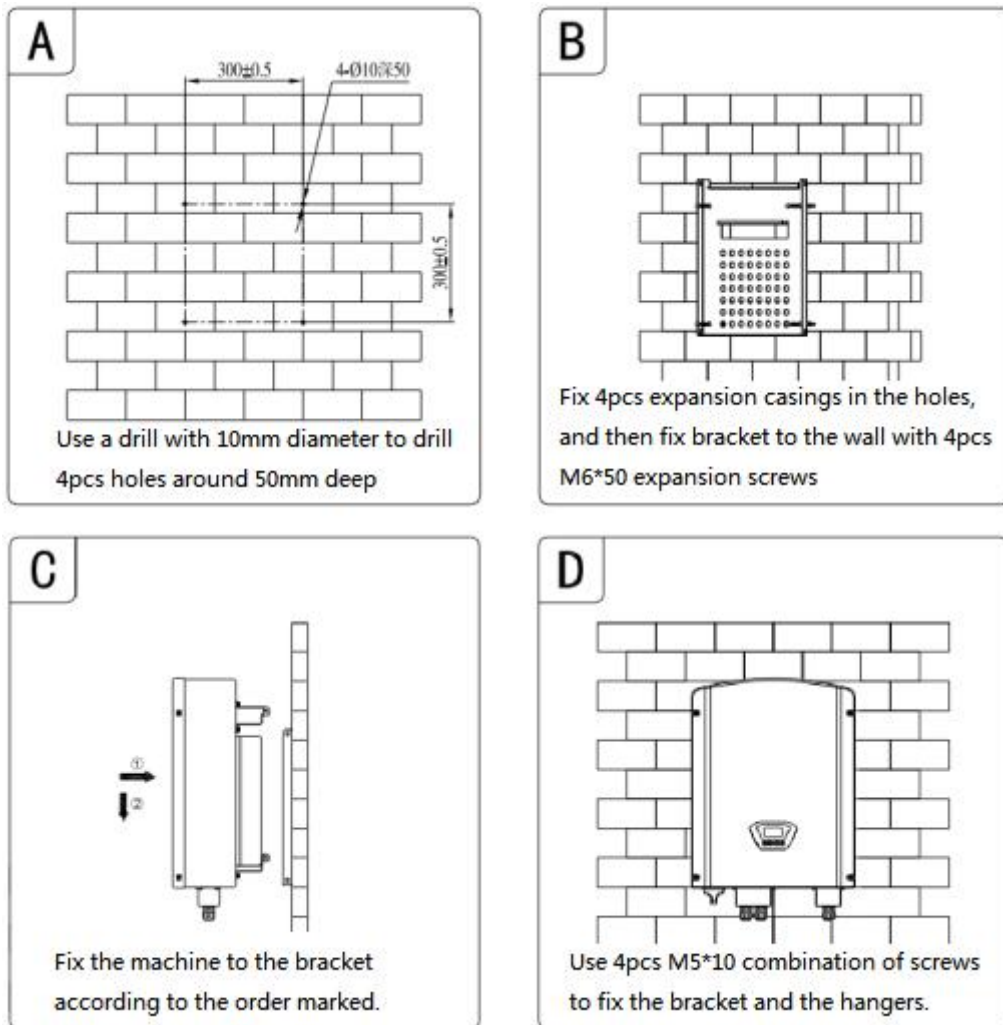 A
300±0.5
4-Ø10深50
300±0.5
Use a drill with 10mm diameter to drill
4pcs holes around 50mm deep
B
Fix 4pcs expansion casings in the holes,
and then fix bracket to the wall with 4pcs
M6*50 expansion screws
C
①
②
Fix the machine to the bracket
according to the order marked.
D
Use 4pcs M5*10 combination of screws
to fix the bracket and the hangers.